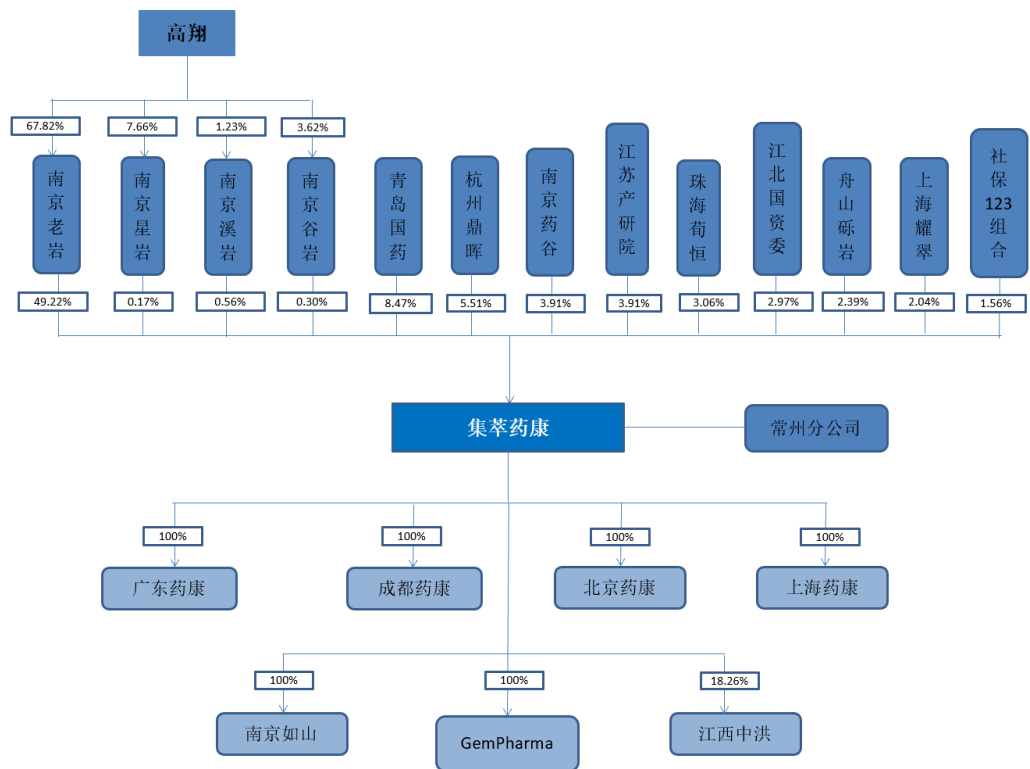 高翔
67.82%
7.66%
1.23%
3.62%
南京老岩
南京星岩
南京溪岩
南京谷岩
青岛国药
杭州鼎晖
南京药谷
江苏产研院
珠海荀恒
江北国资委
舟山砾岩
上海耀翠
社保123组合
49.22%
0.17%
0.56%
0.30%
8.47%
5.51%
3.91%
3.91%
3.06%
2.97%
2.39%
2.04%
1.56%
集萃药康
常州分公司
100%
100%
100%
100%
广东药康
成都药康
北京药康
上海药康
100%
100%
18.26%
南京如山
GemPharma
江西中洪